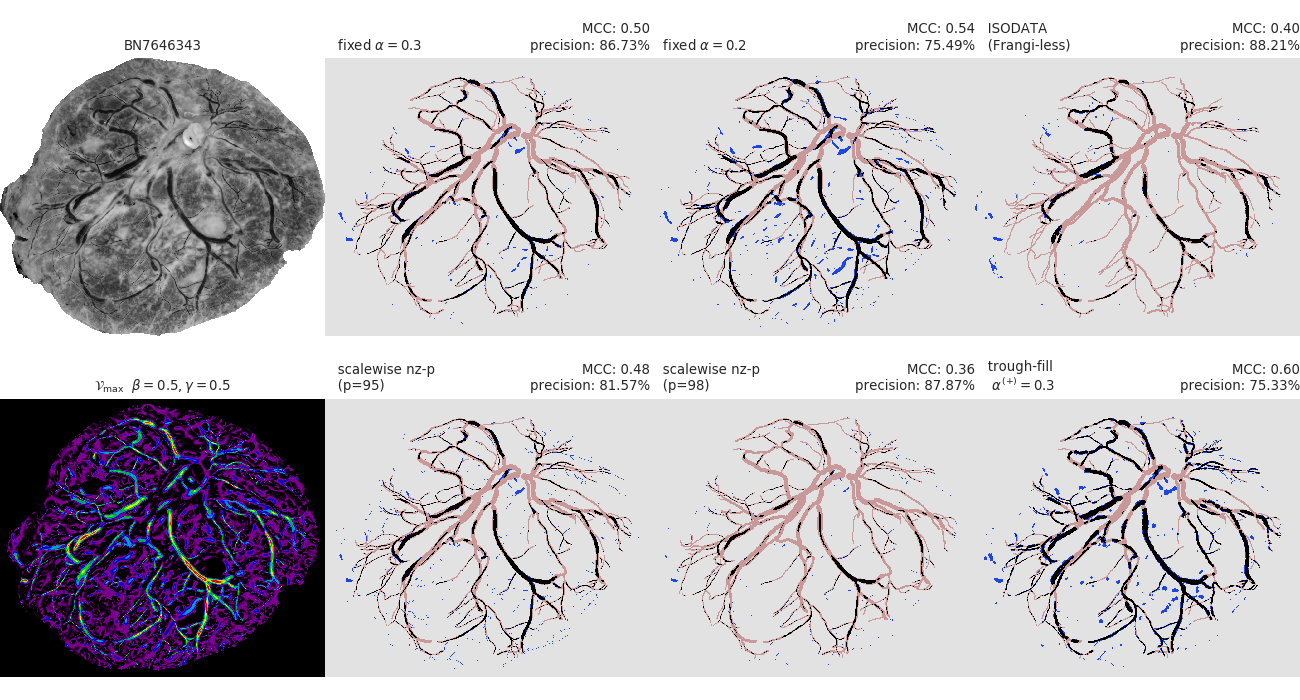 BN7646343
fixed α = 0.3
MCC: 0.50
precision: 86.73%
fixed α = 0.2
MCC: 0.54
precision: 75.49%
ISODATA
(Frangi-less)
MCC: 0.40
precision: 88.21%
𝒱max β = 0.5, γ = 0.5
scalewise nz-p
(p=95)
MCC: 0.48
precision: 81.57%
scalewise nz-p
(p=98)
MCC: 0.36
precision: 87.87%
trough-fill
α(+) = 0.3
MCC: 0.60
precision: 75.33%